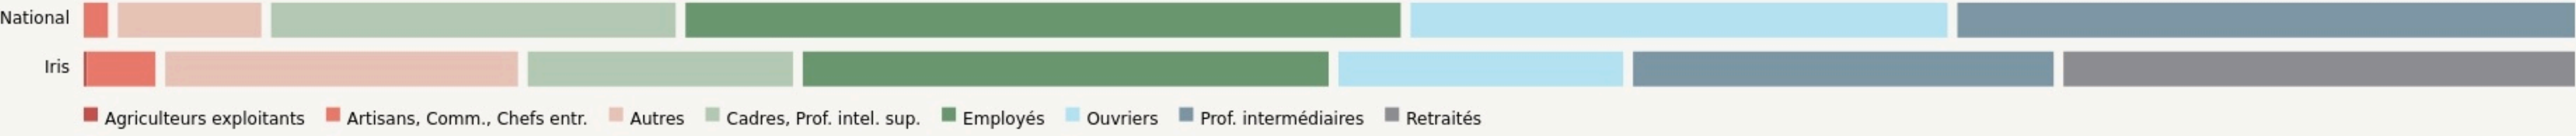 National
Iris
Agriculteurs exploitants Artisans, Comm., Chefs entr. Autres Cadres, Prof. intel. sup. Employés Ouvriers Prof. intermédiaires Retraités